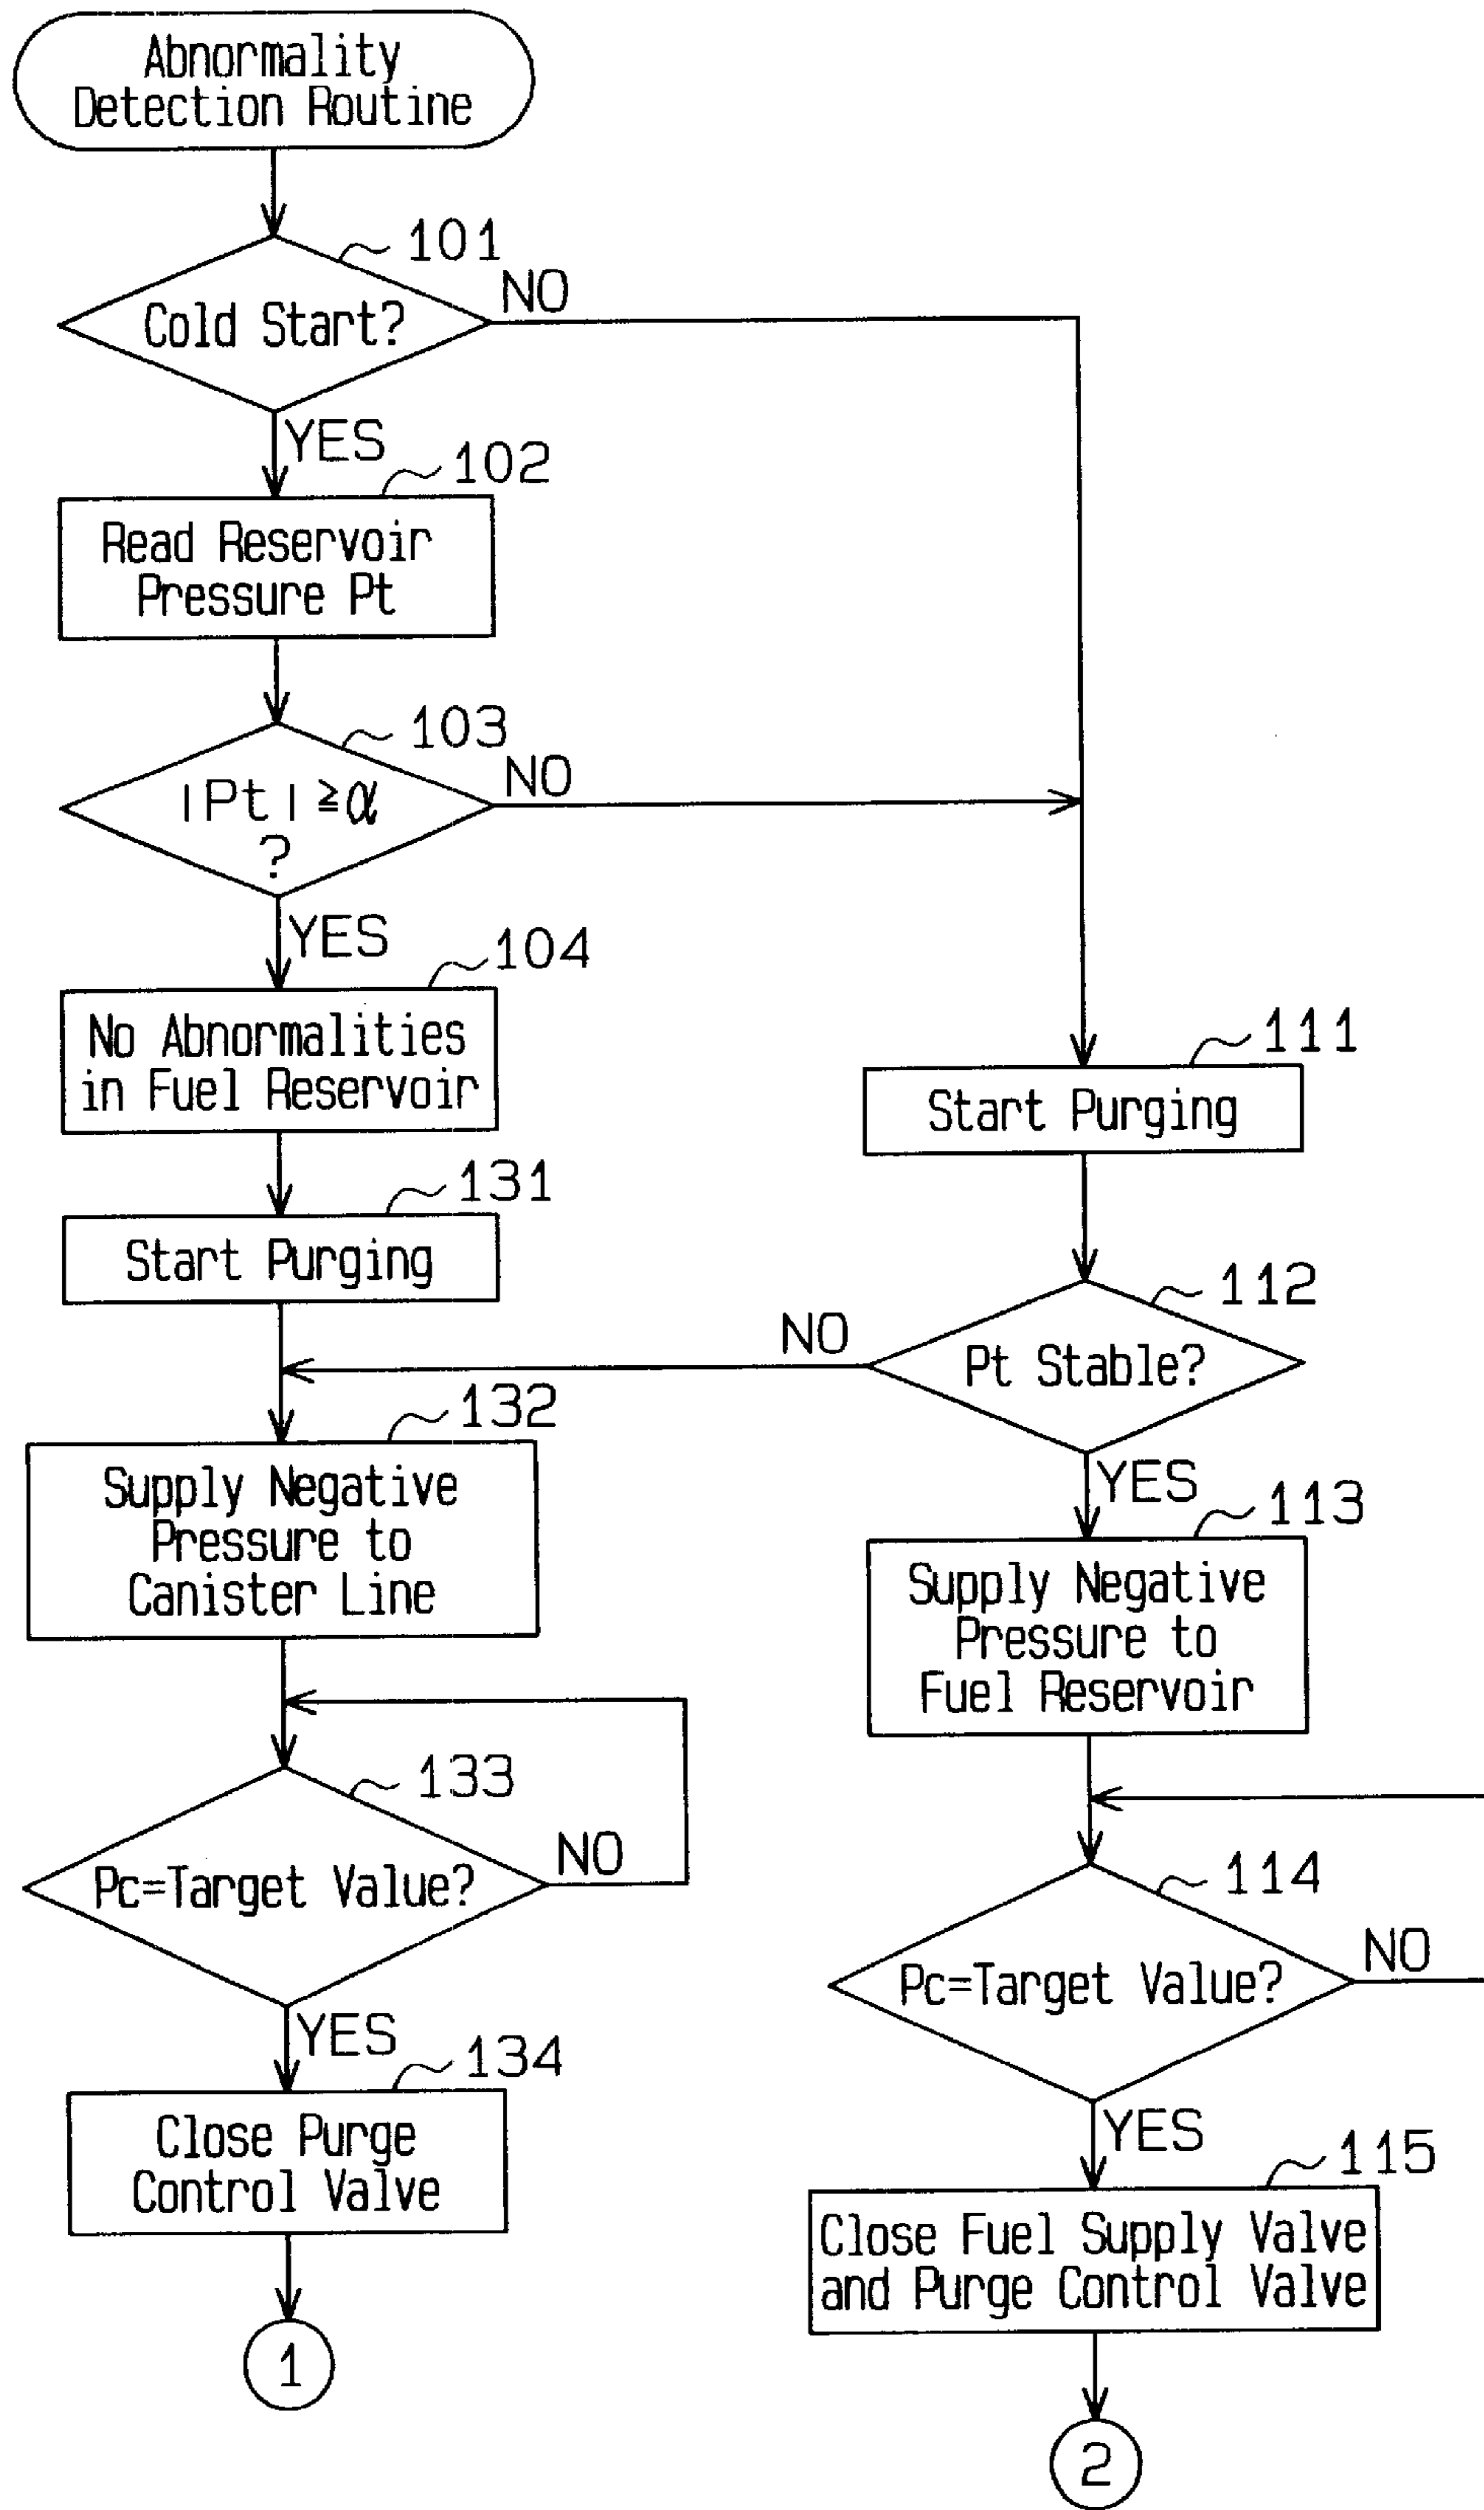 Abnormality
Detection Routine
101
Cold Start?
NO
YES
102
Read Reservoir
Pressure Pt
103
|Pt|≧α
?
NO
YES
104
No Abnormalities
in Fuel Reservoir
111
Start Purging
131
Start Purging
112
Pt Stable?
NO
YES
132
Supply Negative
Pressure to
Canister Line
113
Supply Negative
Pressure to
Fuel Reservoir
133
Pc=Target Value?
NO
YES
114
Pc=Target Value?
NO
YES
134
Close Purge
Control Valve
115
Close Fuel Supply Valve
and Purge Control Valve
1
2